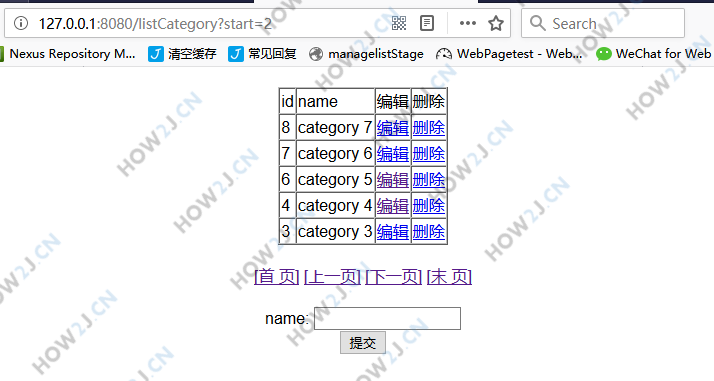 127.0.0.1:8080/listCategory?start=2 Search
Nexus Repository M... 清空缓存 常见回复 managelistStage WebPagetest - Web... WeChat for Web
id name 编辑 删除
8 category 7 编辑 删除
7 category 6 编辑 删除
6 category 5 编辑 删除
4 category 4 编辑 删除
3 category 3 编辑 删除
[首 页] [上一页] [下一页] [末 页]
name:
提交
HOW2J.CN
HOW2J.CN
HOW2J.CN
HOW2J.CN
HOW2J.CN
HOW2J.CN
HOW2J.CN
HOW2J.CN
HOW2J.CN
HOW2J.CN
HOW2J.CN